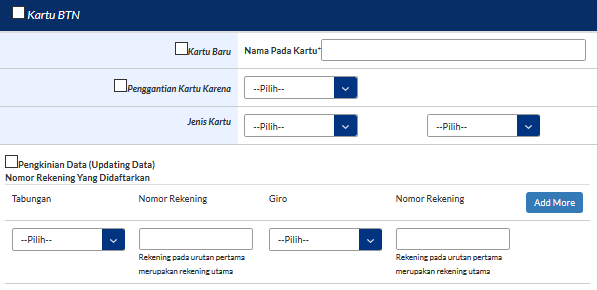 Kartu BTN
Kartu Baru Nama Pada Kartu*
Penggantian Kartu Karena --Pilih--
Jenis Kartu --Pilih-- --Pilih--
Pengkinian Data (Updating Data)
Nomor Rekening Yang Didaftarkan
Tabungan Nomor Rekening Giro Nomor Rekening Add More
--Pilih-- --Pilih--
Rekening pada urutan pertama Rekening pada urutan pertama
merupakan rekening utama merupakan rekening utama